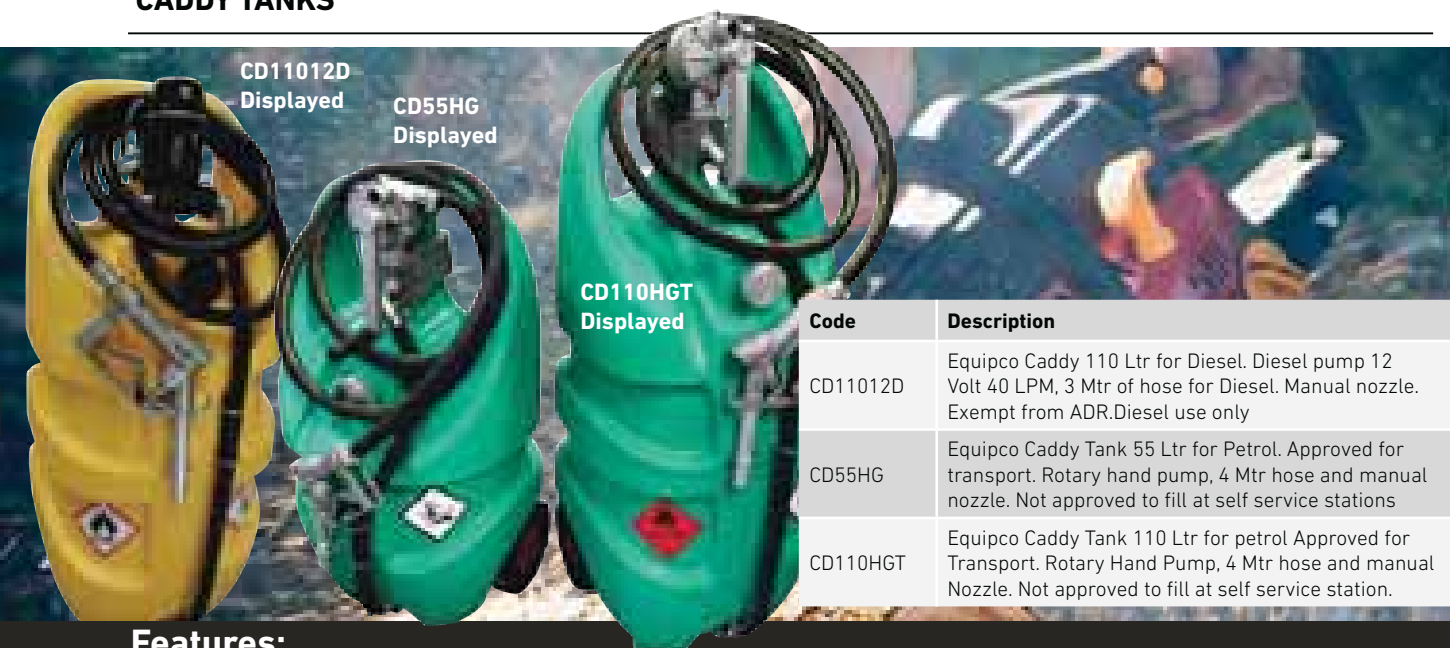 CADDY TANKS
CD11012D
Displayed
CD55HG
Displayed
CD110HGT
Displayed
Code Description
CD11012D Equipco Caddy 110 Ltr for Diesel. Diesel pump 12
Volt 40 LPM, 3 Mtr of hose for Diesel. Manual nozzle.
Exempt from ADR.Diesel use only
CD55HG Equipco Caddy Tank 55 Ltr for Petrol. Approved for
transport. Rotary hand pump, 4 Mtr hose and manual
nozzle. Not approved to fill at self service stations
CD110HGT Equipco Caddy Tank 110 Ltr for petrol Approved for
Transport. Rotary Hand Pump, 4 Mtr hose and manual
Nozzle. Not approved to fill at self service station.
Features: